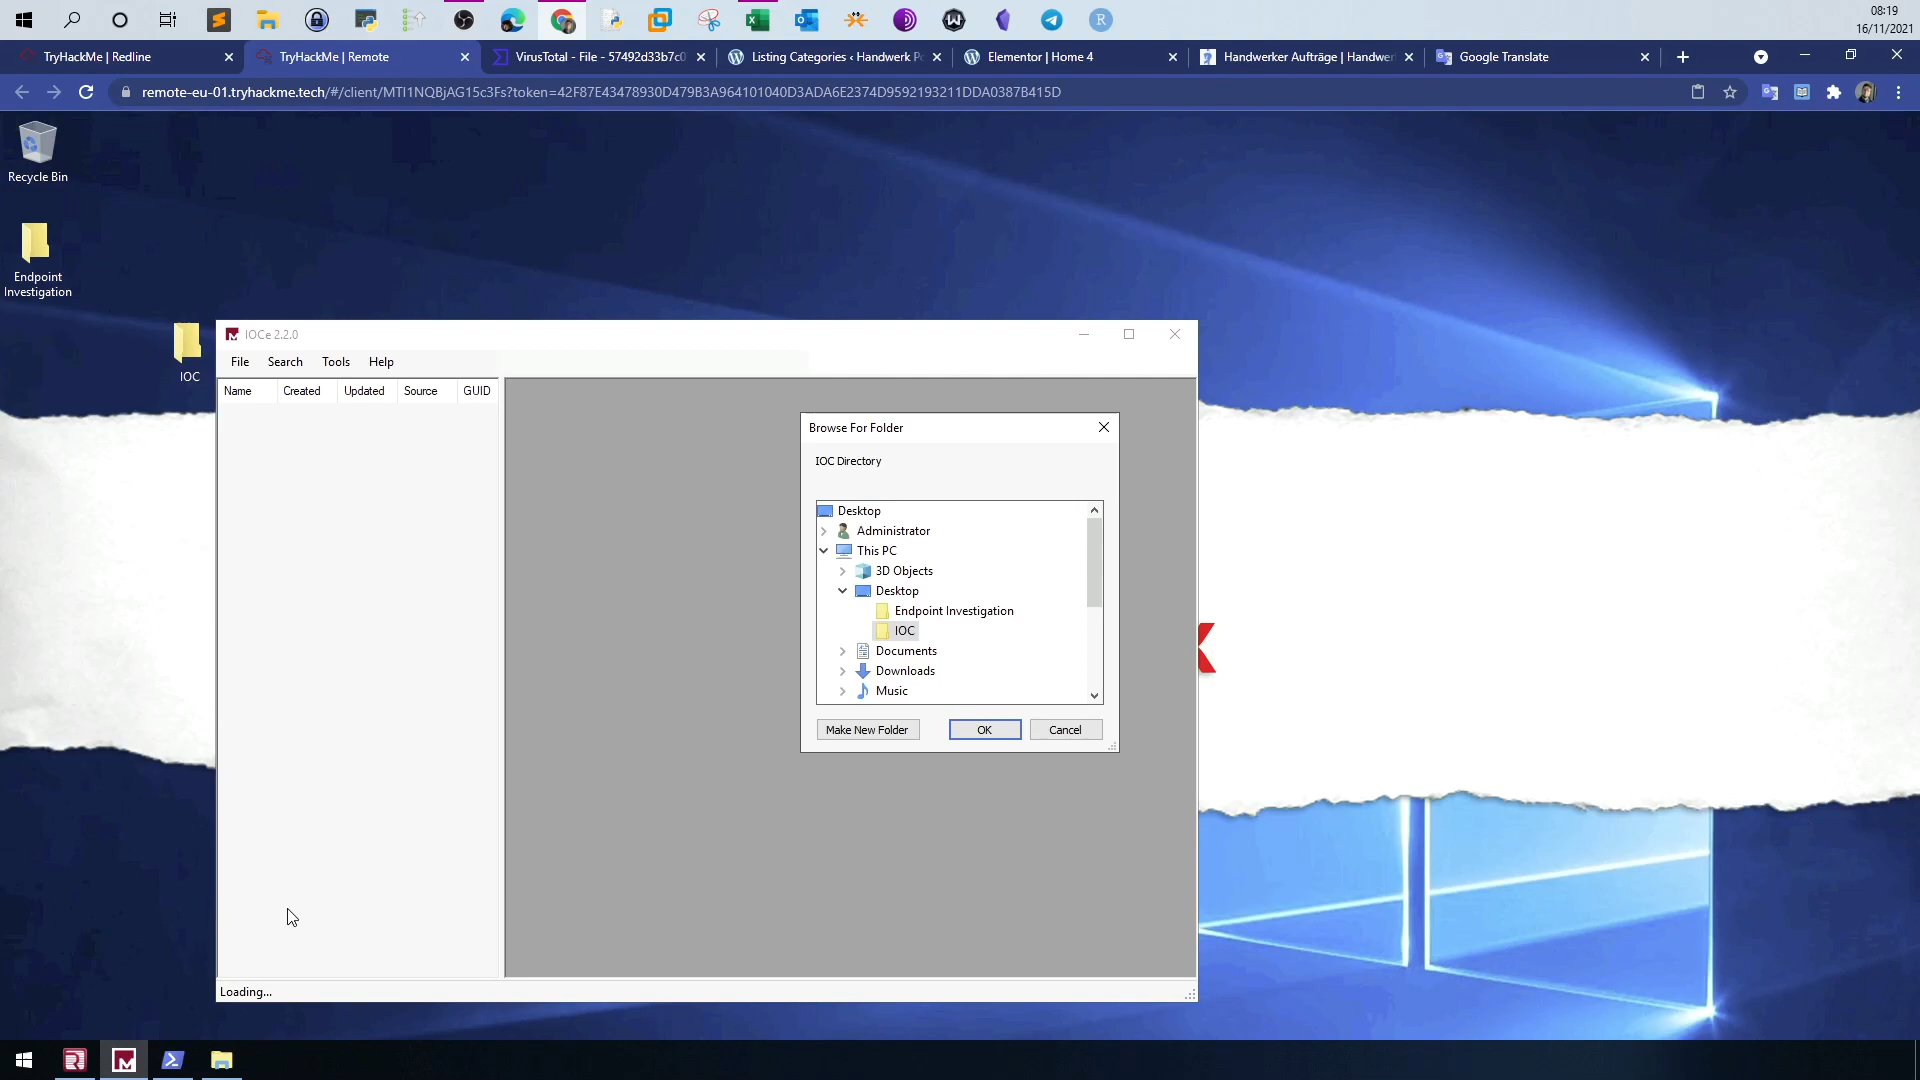 08:19
16/11/2021
TryHackMe | Redline
TryHackMe | Remote
VirusTotal - File - 57492d33b7c0
Listing Categories ‹ Handwerk Po
Elementor | Home 4
Handwerker Aufträge | Handwer
Google Translate
remote-eu-01.tryhackme.tech/#/client/MTI1NQBjAG15c3Fs?token=42F87E43478930D479B3A964101040D3ADA6E2374D9592193211DDA0387B415D
Recycle Bin
Endpoint
Investigation
IOC
IOCe 2.2.0
File Search Tools Help
Name Created Updated Source GUID
Browse For Folder
IOC Directory
Desktop
Administrator
This PC
3D Objects
Desktop
Endpoint Investigation
IOC
Documents
Downloads
Music
Make New Folder OK Cancel
Loading...